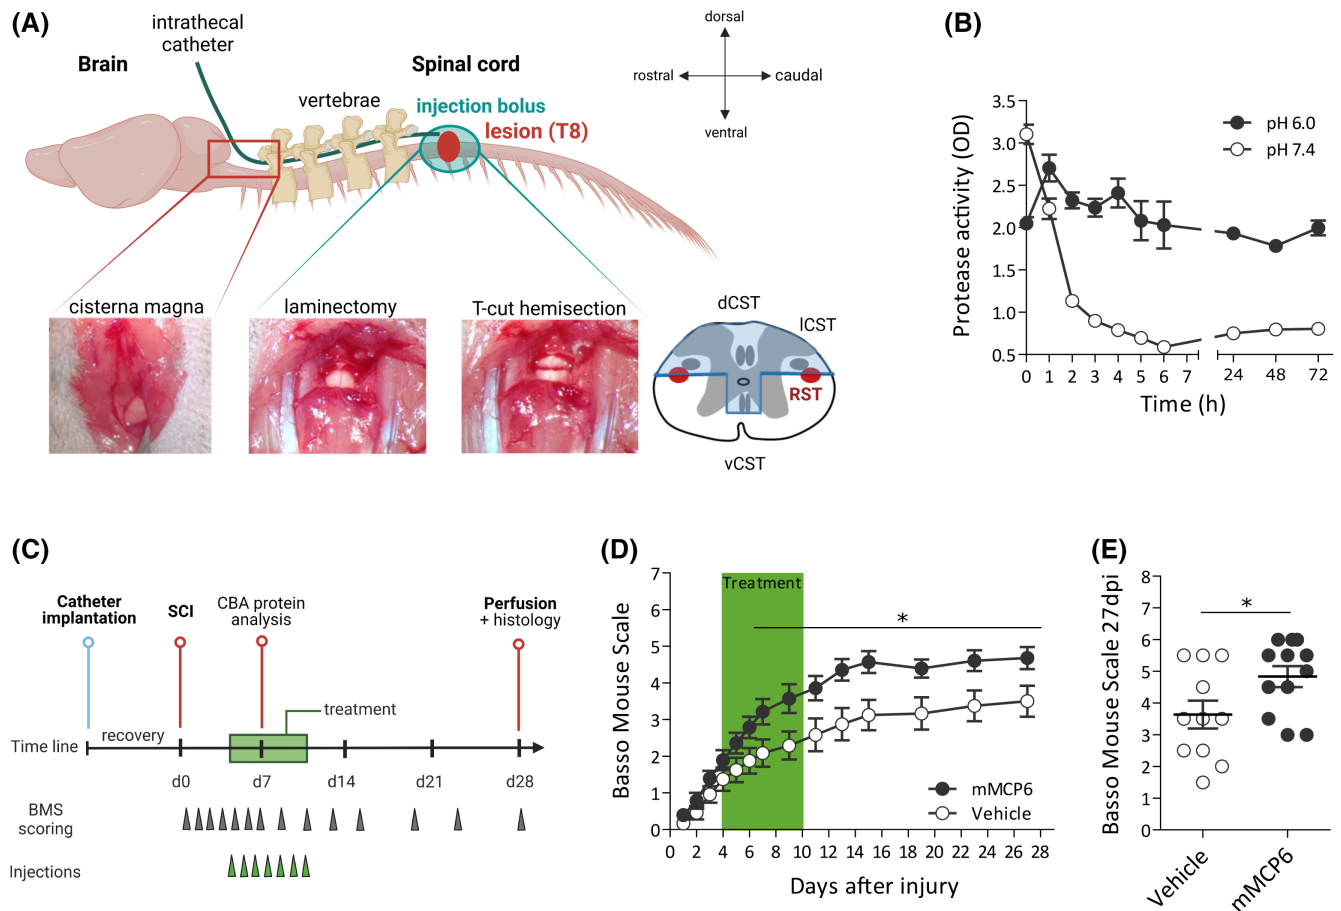 (A)
intrathecal
catheter
Brain
Spinal cord
vertebrae
injection bolus
lesion (T8)
dorsal
rostral
caudal
ventral
cisterna magna
laminectomy
T-cut hemisection
dCST
lCST
RST
vCST
(B)
Protease activity (OD)
3.5
3.0
2.5
2.0
1.5
1.0
0.5
pH 6.0
pH 7.4
0 1 2 3 4 5 6 7 24 48 72
Time (h)
(C)
Catheter
implantation
SCI
CBA protein
analysis
Perfusion
+ histology
treatment
recovery
Time line
d0 d7 d14 d21 d28
BMS
scoring
Injections
(D)
Basso Mouse Scale
7
6
5
4
3
2
1
0
Treatment
*
mMCP6
Vehicle
0 2 4 6 8 10 12 14 16 18 20 22 24 26 28
Days after injury
(E)
Basso Mouse Scale 27dpi
8
7
6
5
4
3
2
1
0
*
Vehicle
mMCP6